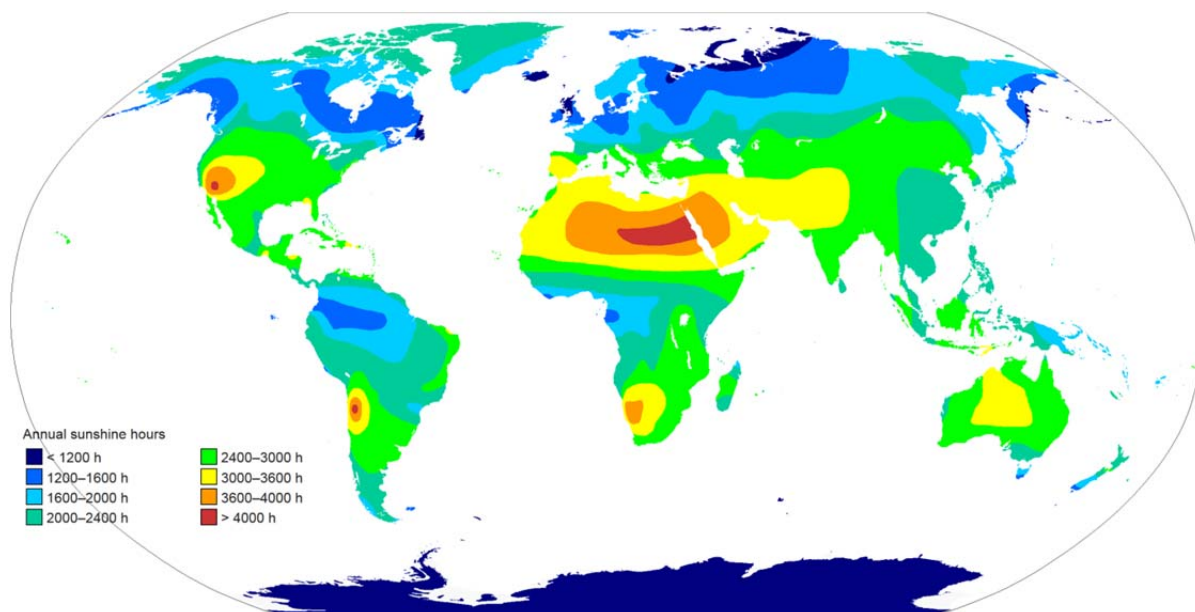 Annual sunshine hours
< 1200 h
1200–1600 h
1600–2000 h
2000–2400 h
2400–3000 h
3000–3600 h
3600–4000 h
> 4000 h